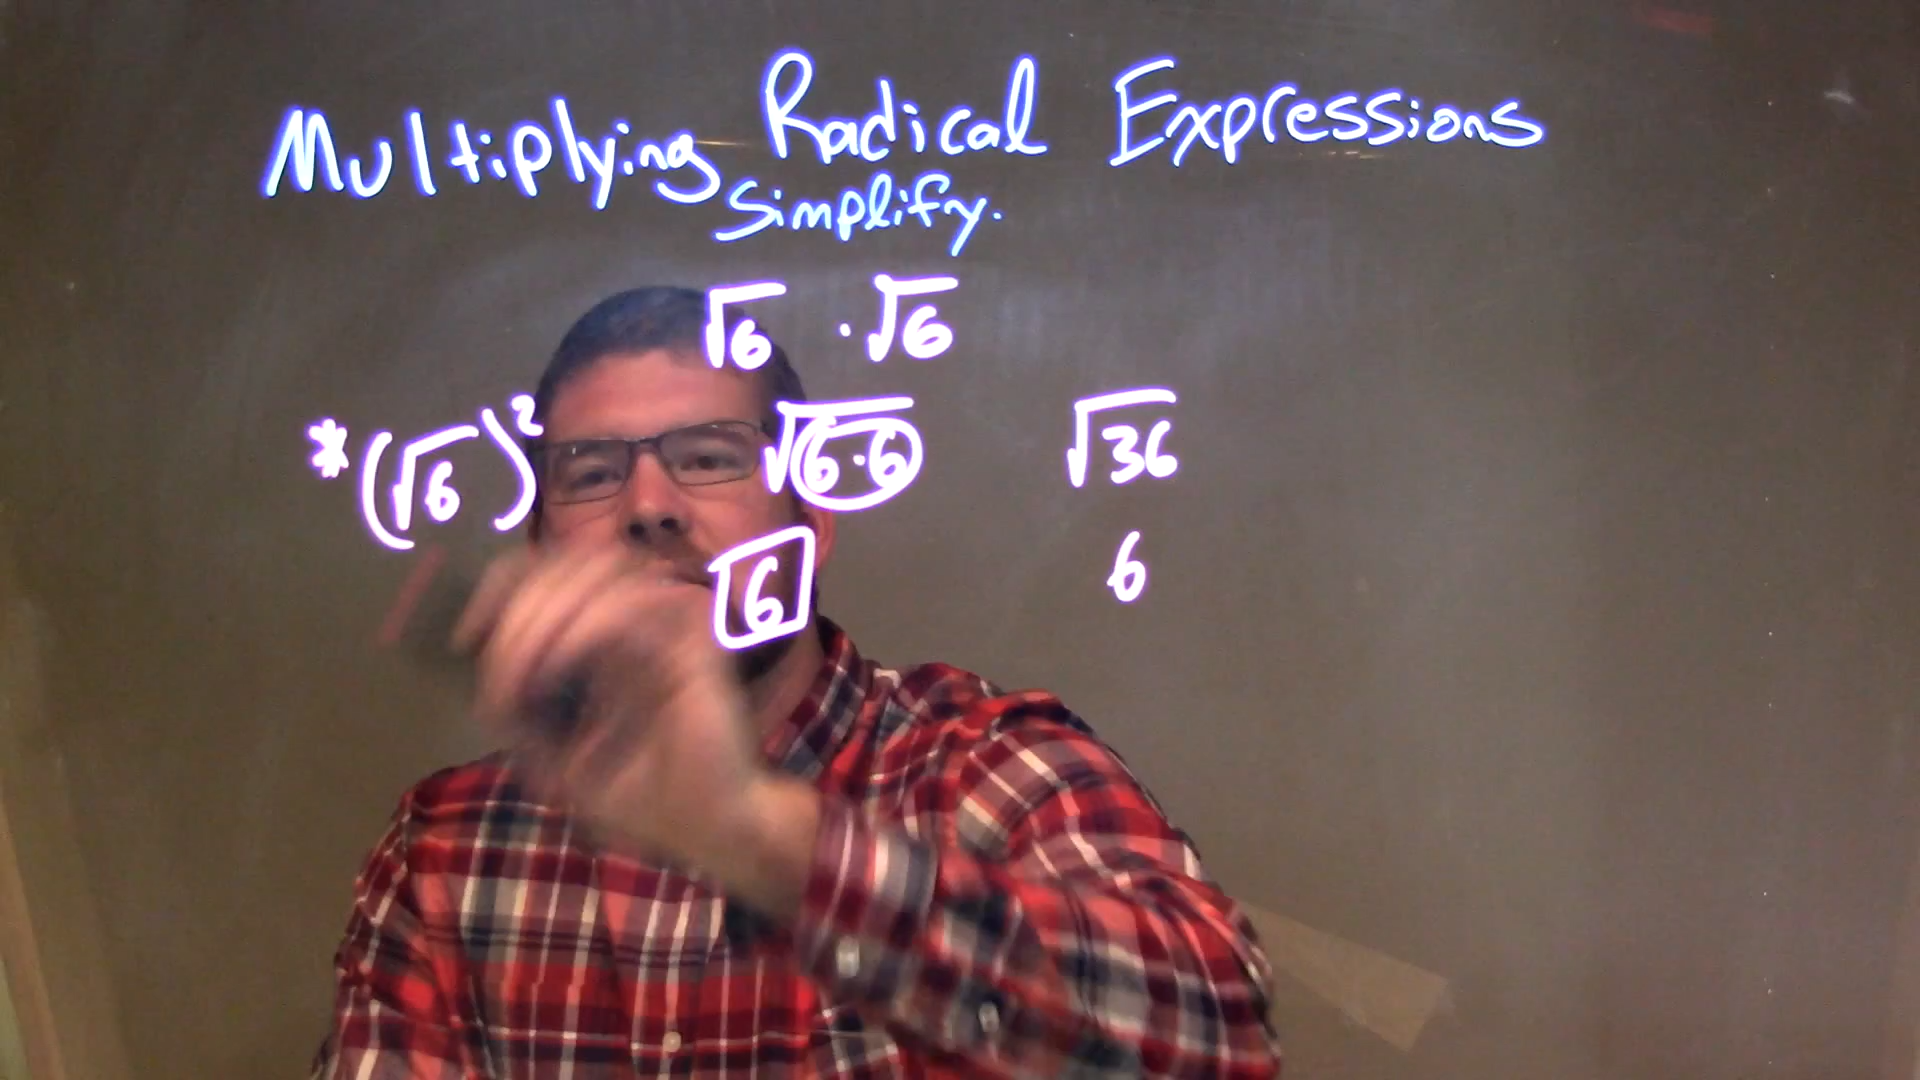 Multiplying Radical Expressions
Simplify.
√6 · √6
*(√6)² √6·6 √36
6 6